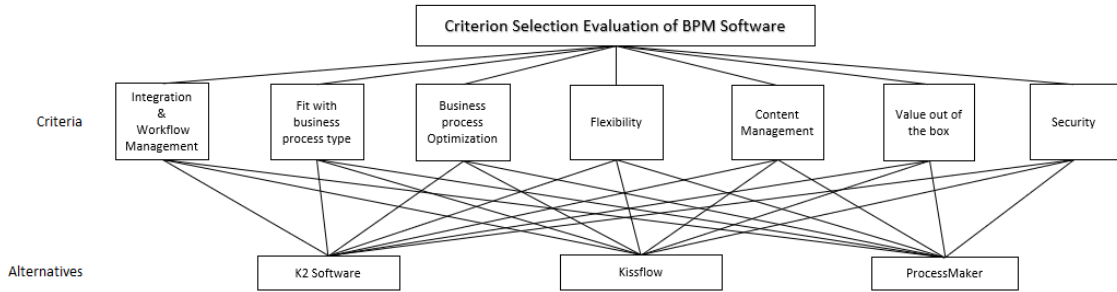 Criterion Selection Evaluation of BPM Software
Criteria
Integration
&
Workflow
Management
Fit with
business
process type
Business
process
Optimization
Flexibility
Content
Management
Value out of
the box
Security
Alternatives
K2 Software
Kissflow
ProcessMaker